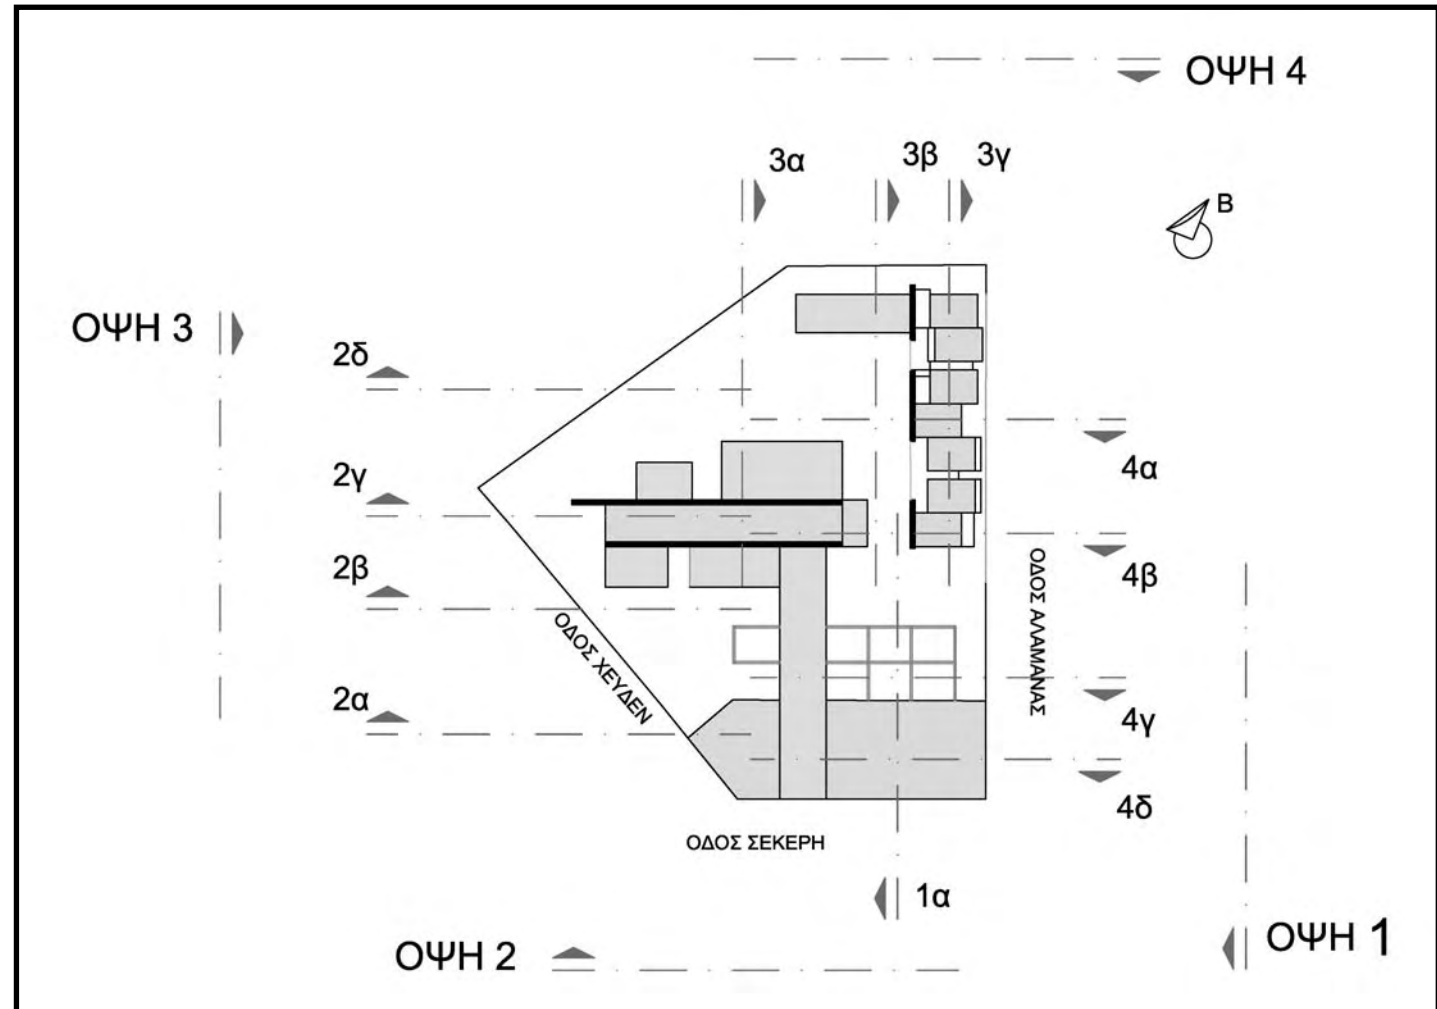 ΟΨΗ 4
3α
3β
3γ
Β
ΟΨΗ 3
2δ
2γ
4α
2β
4β
ΟΔΟΣ ΧΕΥΔΕΝ
ΟΔΟΣ ΑΛΑΜΑΝΑΣ
2α
4γ
4δ
ΟΔΟΣ ΣΕΚΕΡΗ
1α
ΟΨΗ 2
ΟΨΗ 1